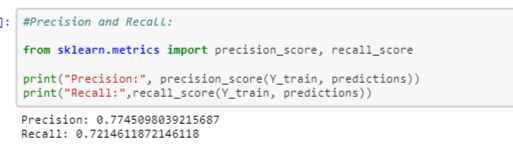 ]: #Precision and Recall:
from sklearn.metrics import precision_score, recall_score
print("Precision:", precision_score(Y_train, predictions))
print("Recall:",recall_score(Y_train, predictions))
Precision: 0.7745098039215687
Recall: 0.7214611872146118